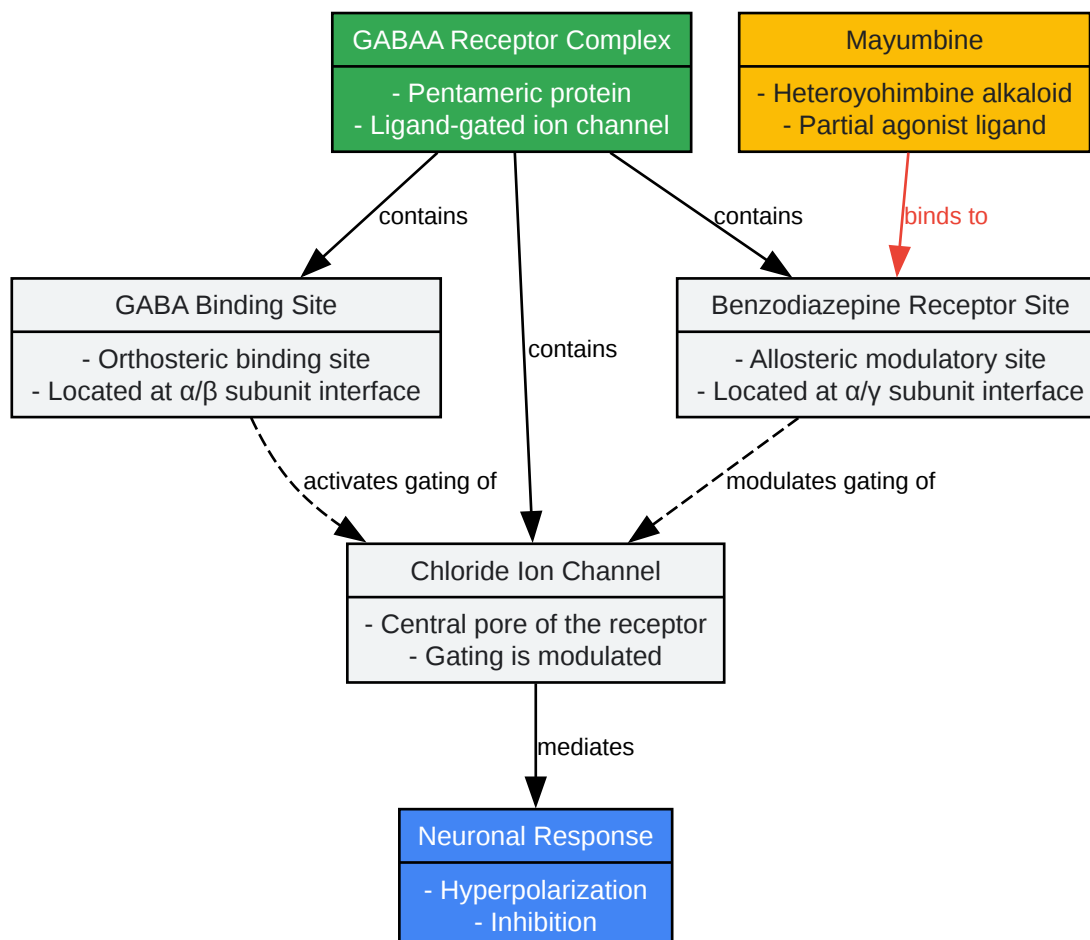 GABAA Receptor Complex
- Pentameric protein
- Ligand-gated ion channel
Mayumbine
- Heteroyohimbine alkaloid
- Partial agonist ligand
contains
contains
binds to
GABA Binding Site
- Orthosteric binding site
- Located at α/β subunit interface
contains
Benzodiazepine Receptor Site
- Allosteric modulatory site
- Located at α/γ subunit interface
activates gating of
modulates gating of
Chloride Ion Channel
- Central pore of the receptor
- Gating is modulated
mediates
Neuronal Response
- Hyperpolarization
- Inhibition